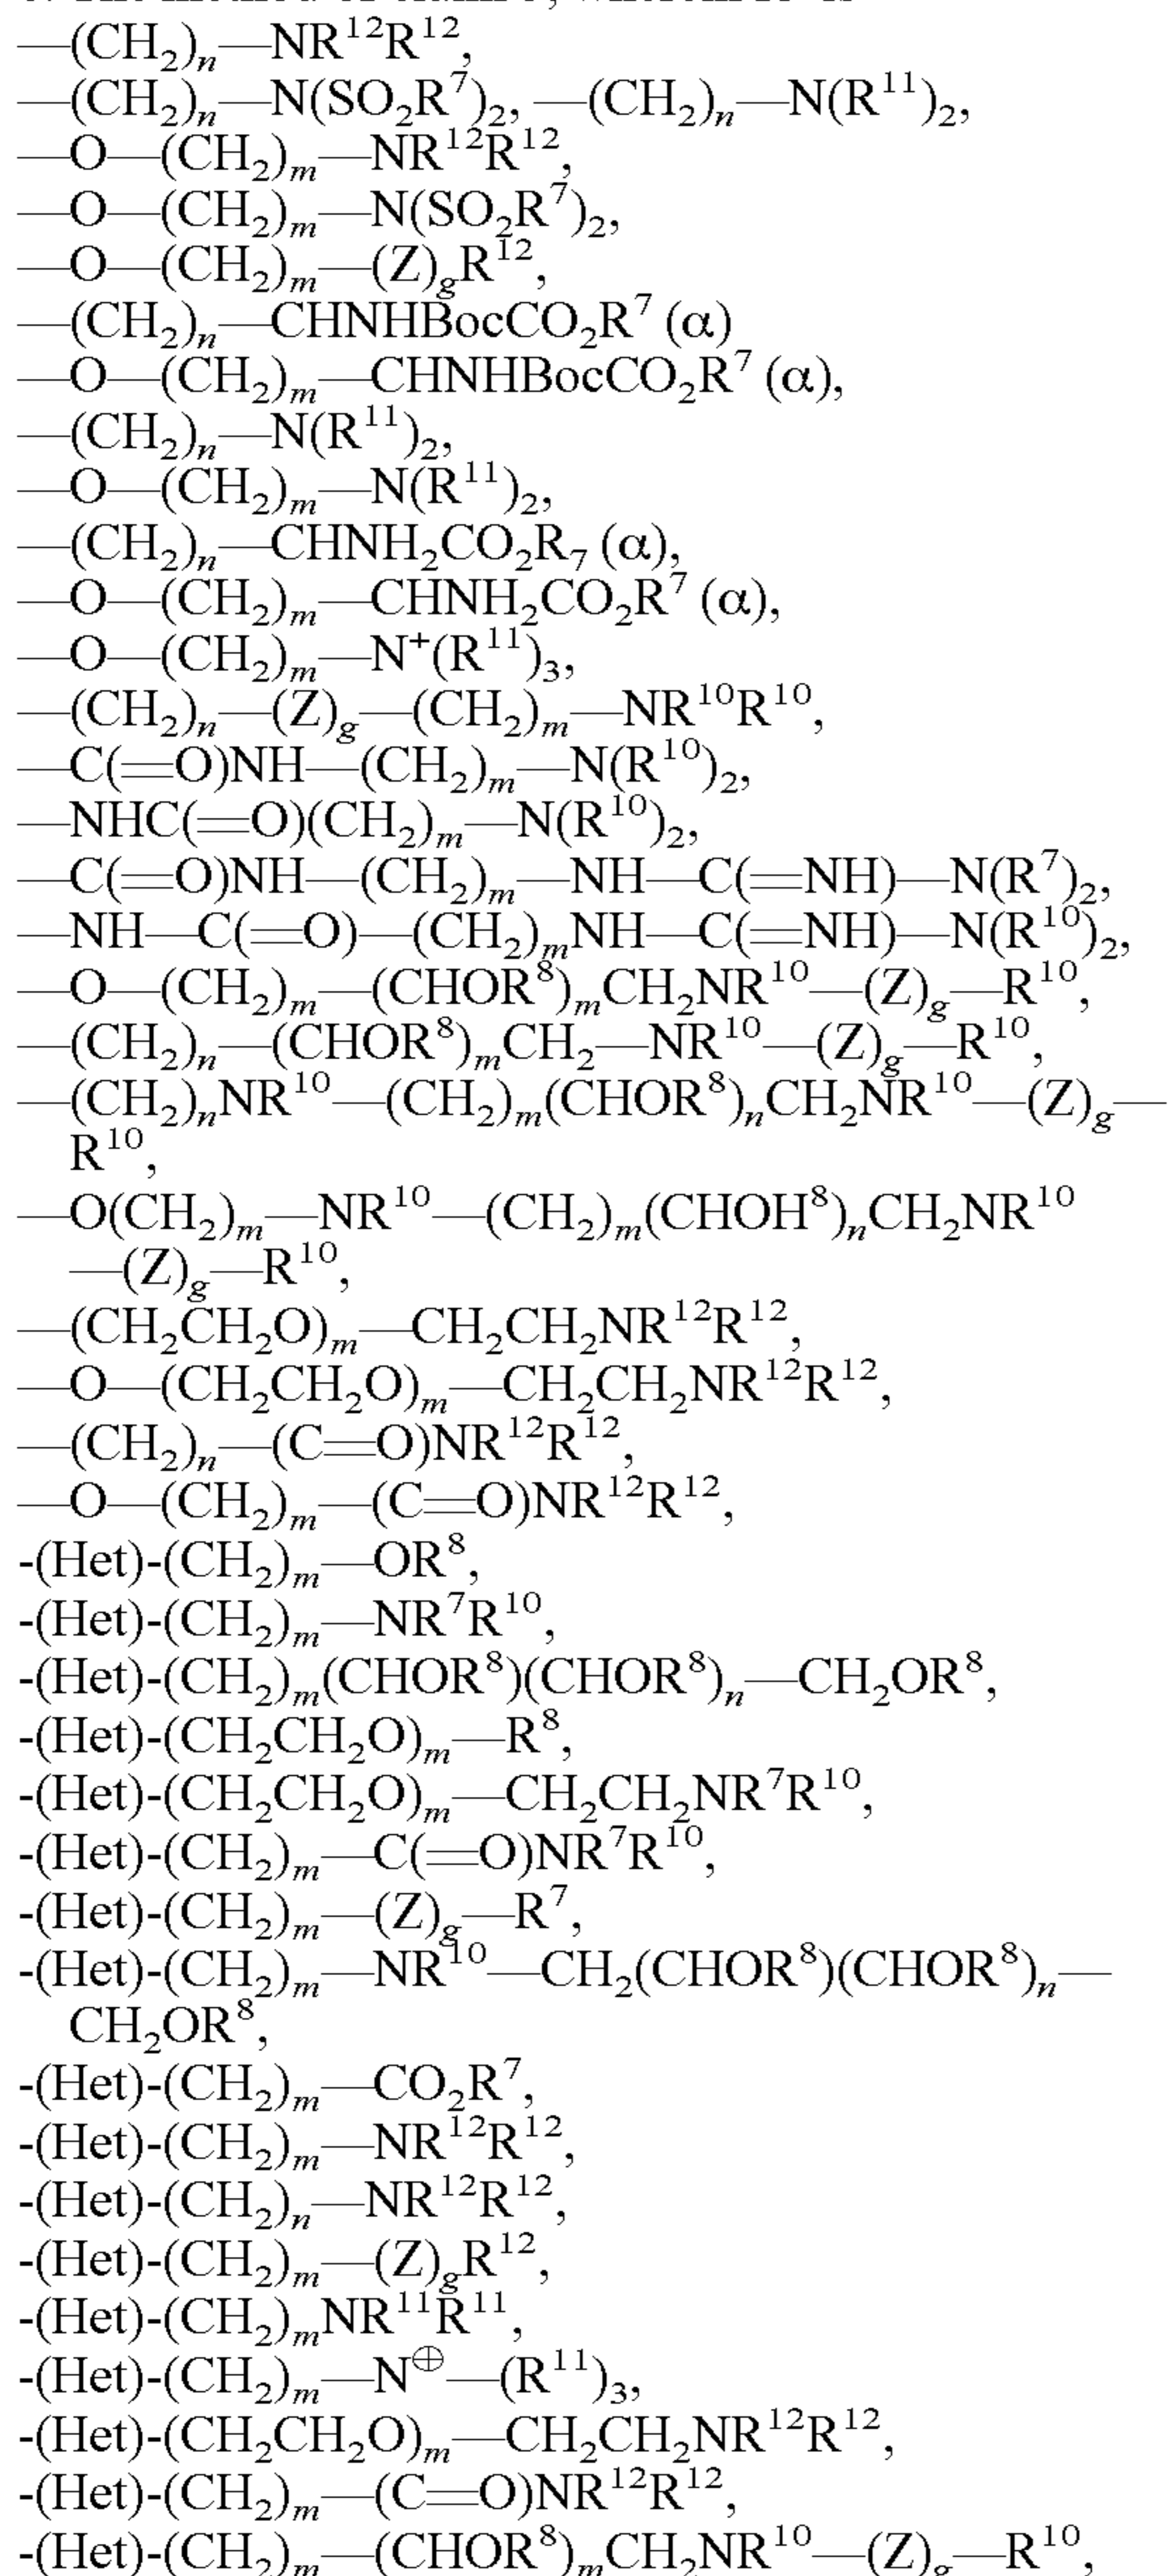 —(CH₂)ₙ—NR¹²R¹²,
—(CH₂)ₙ—N(SO₂R⁷)₂, —(CH₂)ₙ—N(R¹¹)₂,
—O—(CH₂)ₘ—NR¹²R¹²,
—O—(CH₂)ₘ—N(SO₂R⁷)₂,
—O—(CH₂)ₘ—(Z)gR¹²,
—(CH₂)ₙ—CHNHBocCO₂R⁷ (α)
—O—(CH₂)ₘ—CHNHBocCO₂R⁷ (α),
—(CH₂)ₙ—N(R¹¹)₂,
—O—(CH₂)ₘ—N(R¹¹)₂,
—(CH₂)ₙ—CHNH₂CO₂R₇ (α),
—O—(CH₂)ₘ—CHNH₂CO₂R⁷ (α),
—O—(CH₂)ₘ—N⁺(R¹¹)₃,
—(CH₂)ₙ—(Z)g—(CH₂)ₘ—NR¹⁰R¹⁰,
—C(═O)NH—(CH₂)ₘ—N(R¹⁰)₂,
—NHC(═O)(CH₂)ₘ—N(R¹⁰)₂,
—C(═O)NH—(CH₂)ₘ—NH—C(═NH)—N(R⁷)₂,
—NH—C(═O)—(CH₂)ₘNH—C(═NH)—N(R¹⁰)₂,
—O—(CH₂)ₘ—(CHOR⁸)ₘCH₂NR¹⁰—(Z)g—R¹⁰,
—(CH₂)ₙ—(CHOR⁸)ₘCH₂—NR¹⁰—(Z)g—R¹⁰,
—(CH₂)ₙNR¹⁰—(CH₂)ₘ(CHOR⁸)ₙCH₂NR¹⁰—(Z)g—
R¹⁰,
—O(CH₂)ₘ—NR¹⁰—(CH₂)ₘ(CHOH⁸)ₙCH₂NR¹⁰
—(Z)g—R¹⁰,
—(CH₂CH₂O)ₘ—CH₂CH₂NR¹²R¹²,
—O—(CH₂CH₂O)ₘ—CH₂CH₂NR¹²R¹²,
—(CH₂)ₙ—(C═O)NR¹²R¹²,
—O—(CH₂)ₘ—(C═O)NR¹²R¹²,
-(Het)-(CH₂)ₘ—OR⁸,
-(Het)-(CH₂)ₘ—NR⁷R¹⁰,
-(Het)-(CH₂)ₘ(CHOR⁸)(CHOR⁸)ₙ—CH₂OR⁸,
-(Het)-(CH₂CH₂O)ₘ—R⁸,
-(Het)-(CH₂CH₂O)ₘ—CH₂CH₂NR⁷R¹⁰,
-(Het)-(CH₂)ₘ—C(═O)NR⁷R¹⁰,
-(Het)-(CH₂)ₘ—(Z)g—R⁷,
-(Het)-(CH₂)ₘ—NR¹⁰—CH₂(CHOR⁸)(CHOR⁸)ₙ—
CH₂OR⁸,
-(Het)-(CH₂)ₘ—CO₂R⁷,
-(Het)-(CH₂)ₘ—NR¹²R¹²,
-(Het)-(CH₂)ₙ—NR¹²R¹²,
-(Het)-(CH₂)ₘ—(Z)gR¹²,
-(Het)-(CH₂)ₘNR¹¹R¹¹,
-(Het)-(CH₂)ₘ—N⊕—(R¹¹)₃,
-(Het)-(CH₂CH₂O)ₘ—CH₂CH₂NR¹²R¹²,
-(Het)-(CH₂)ₘ—(C═O)NR¹²R¹²,
-(Het)-(CH₂)ₘ—(CHOR⁸)ₘCH₂NR¹⁰—(Z)g—R¹⁰,